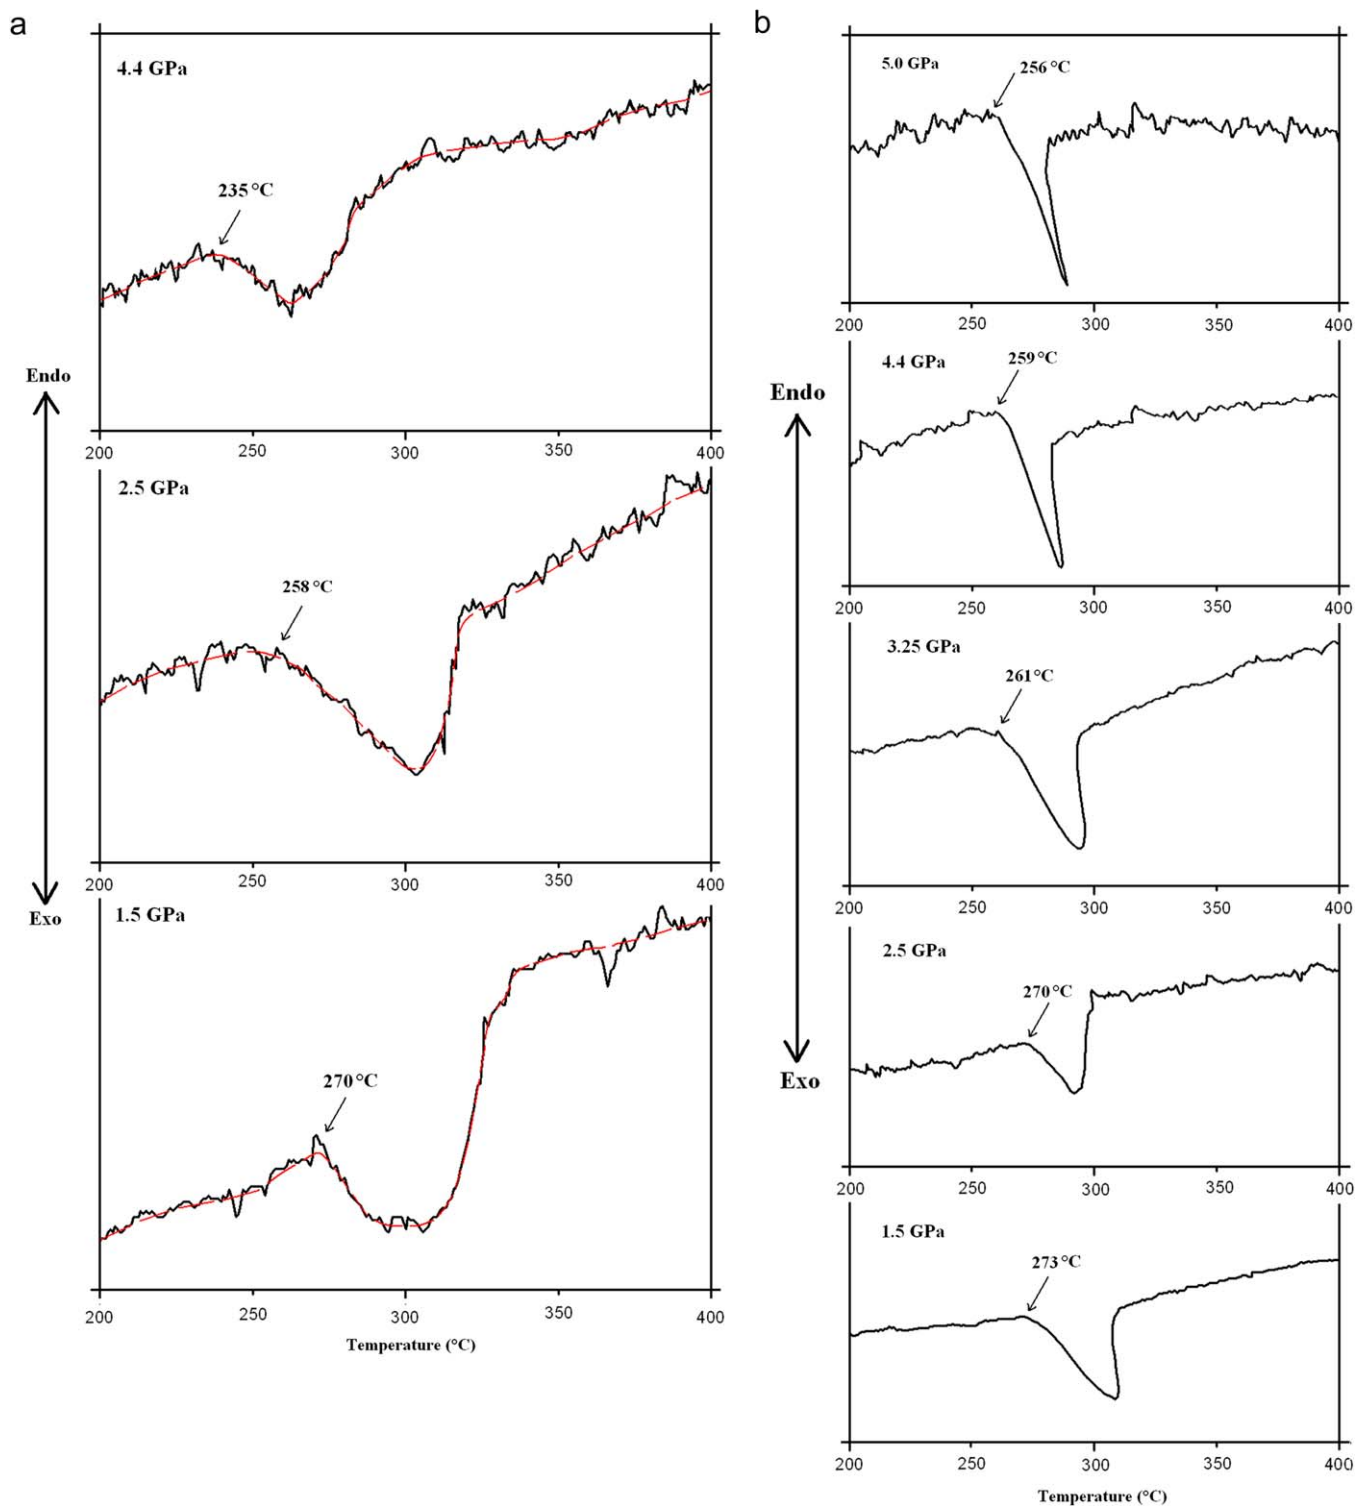 a
4.4 GPa
235 °C
200 250 300 350 400
Endo
2.5 GPa
258 °C
200 250 300 350 400
Exo
1.5 GPa
270 °C
200 250 300 350 400
Temperature (°C)
b
5.0 GPa
256 °C
200 250 300 350 400
4.4 GPa
259 °C
Endo
200 250 300 350 400
3.25 GPa
261 °C
200 250 300 350 400
2.5 GPa
270 °C
Exo
200 250 300 350 400
1.5 GPa
273 °C
200 250 300 350 400
Temperature (°C)